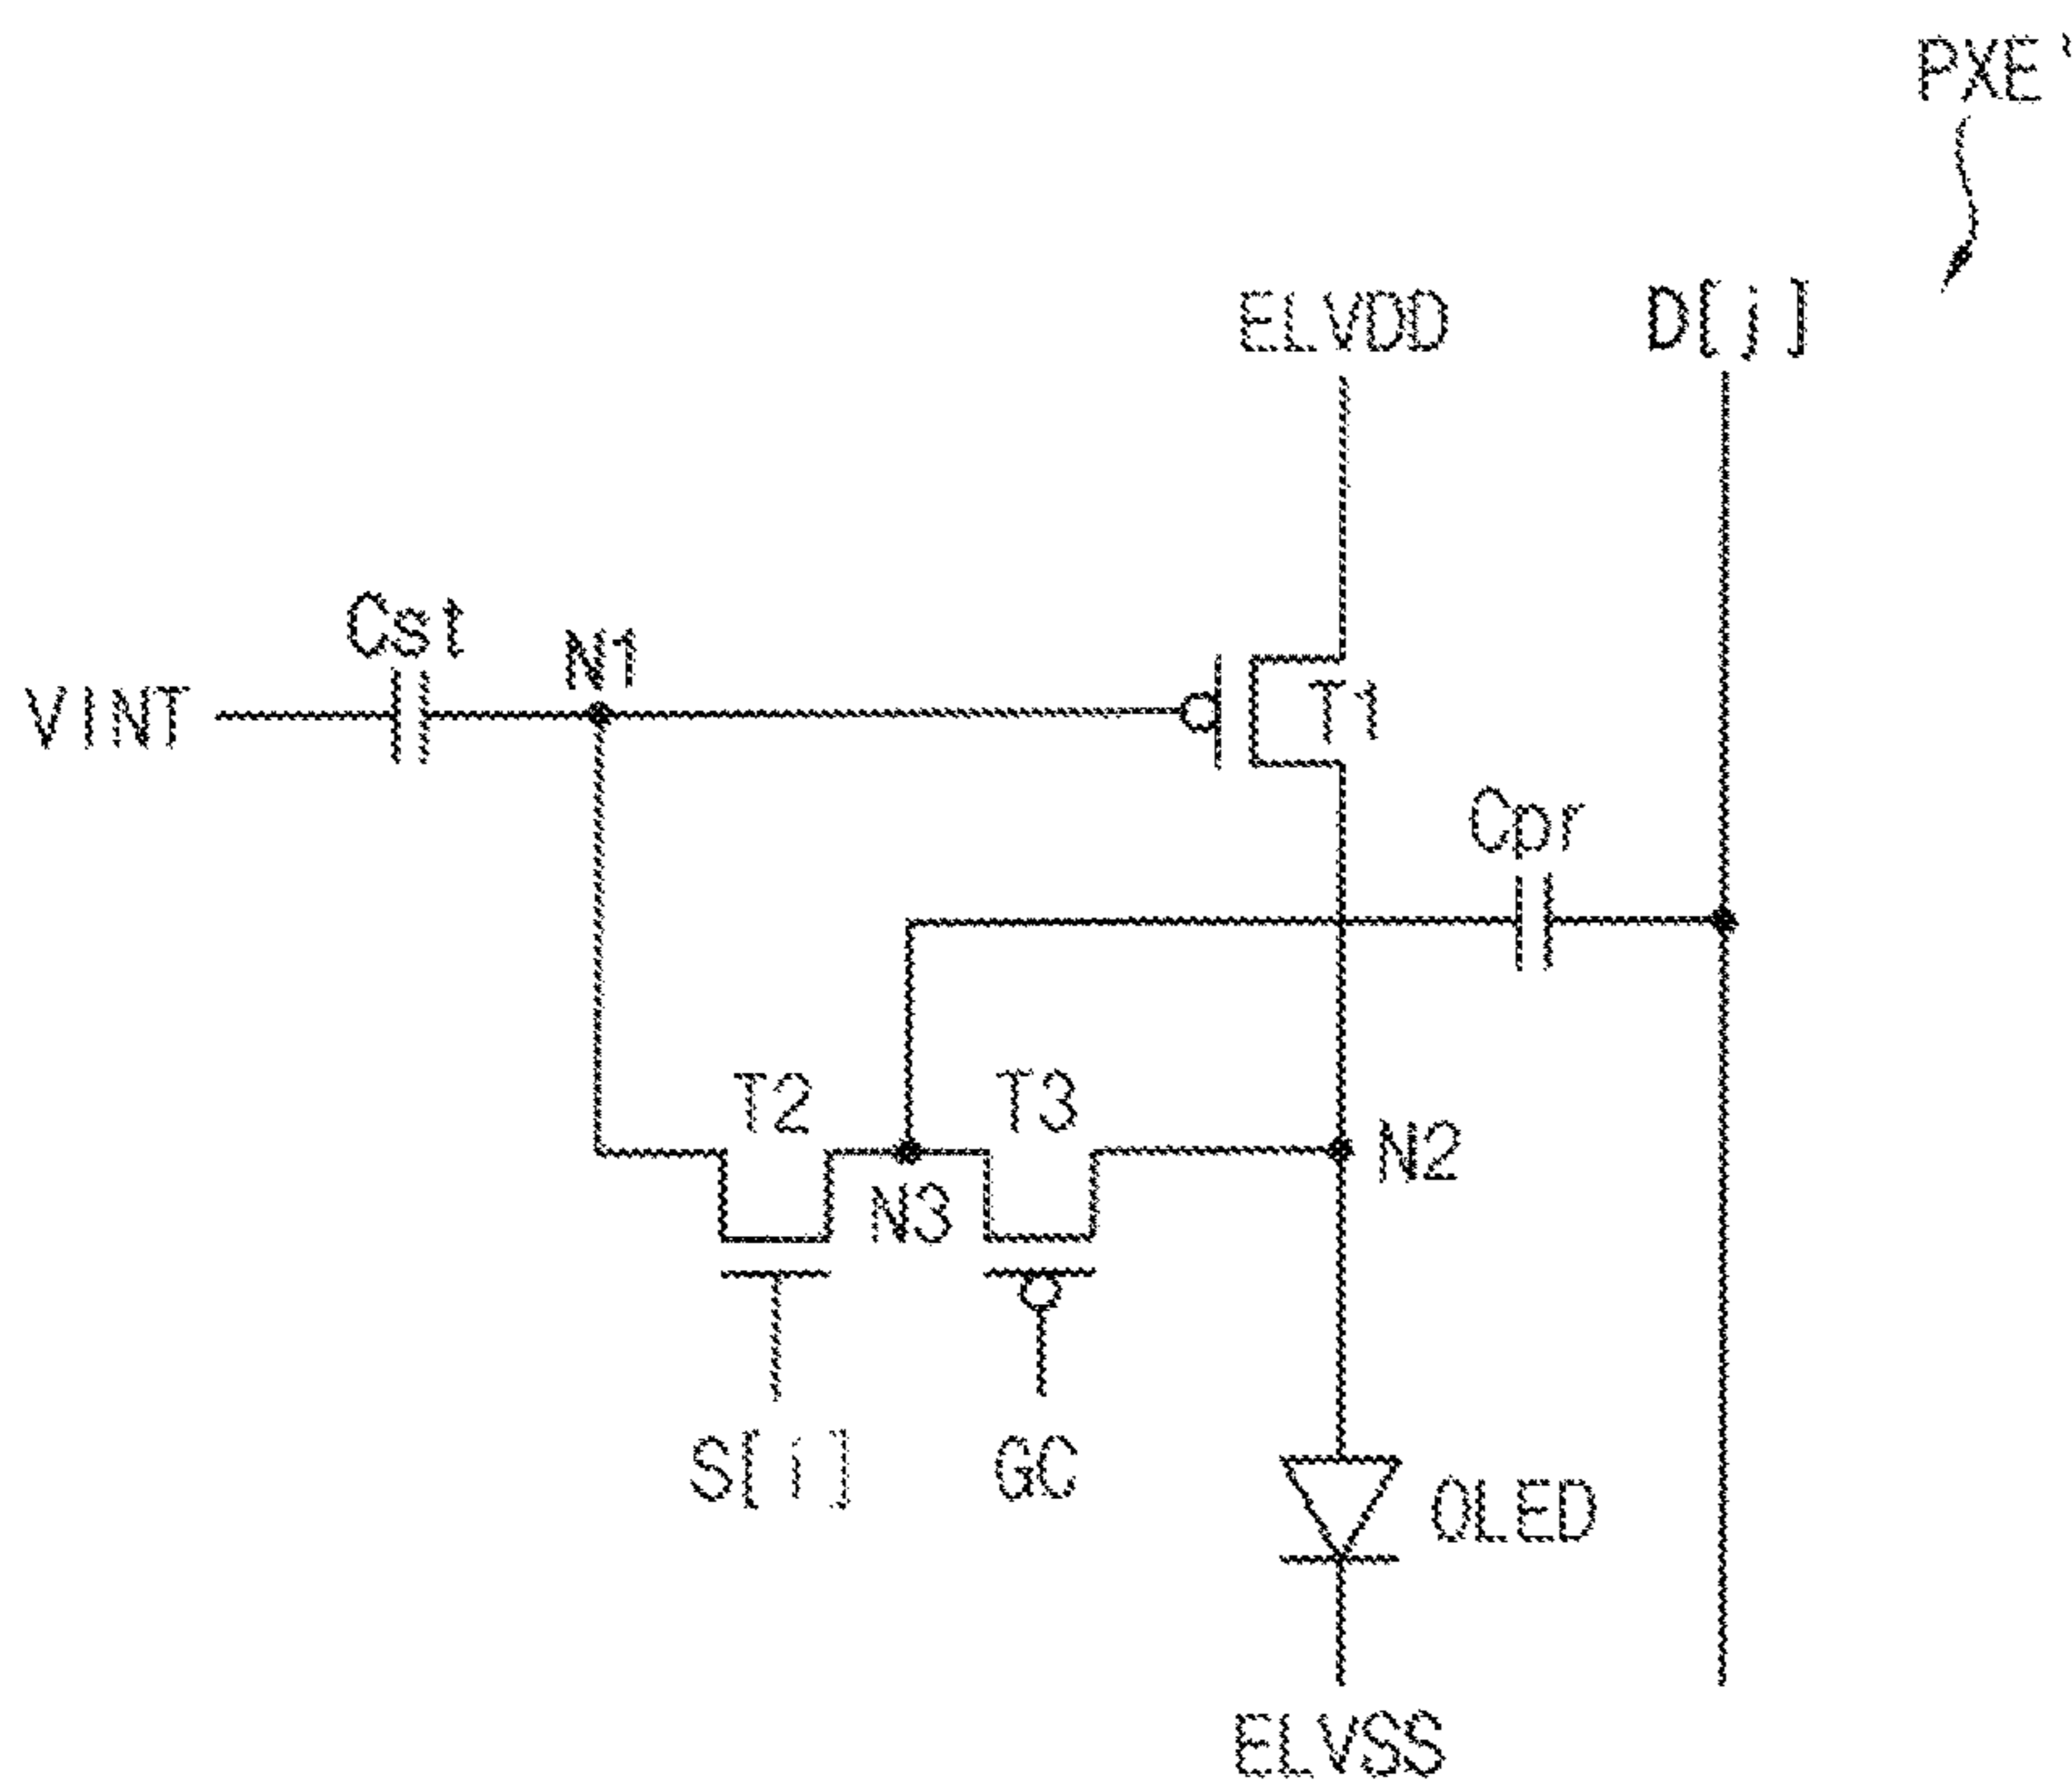 PXE'
ELVDD
D[j]
Cst
N1
VINT
T1
Cpr
T2
T3
N2
N3
S[i]
GC
OLED
ELVSS